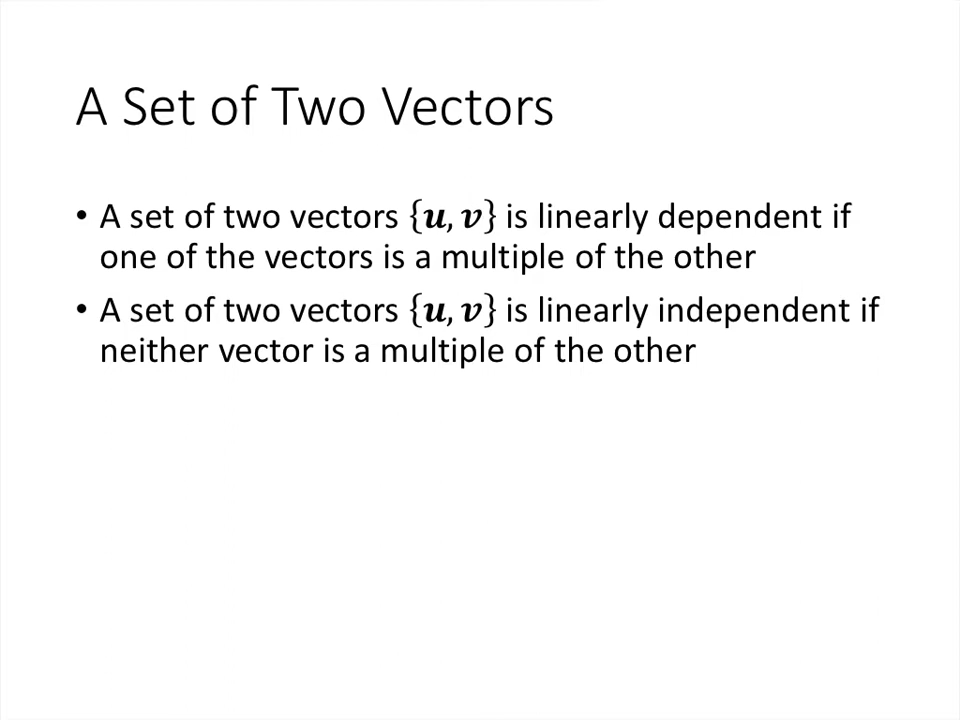 A Set of Two Vectors
• A set of two vectors {𝒖, 𝒗} is linearly dependent if
one of the vectors is a multiple of the other
• A set of two vectors {𝒖, 𝒗} is linearly independent if
neither vector is a multiple of the other